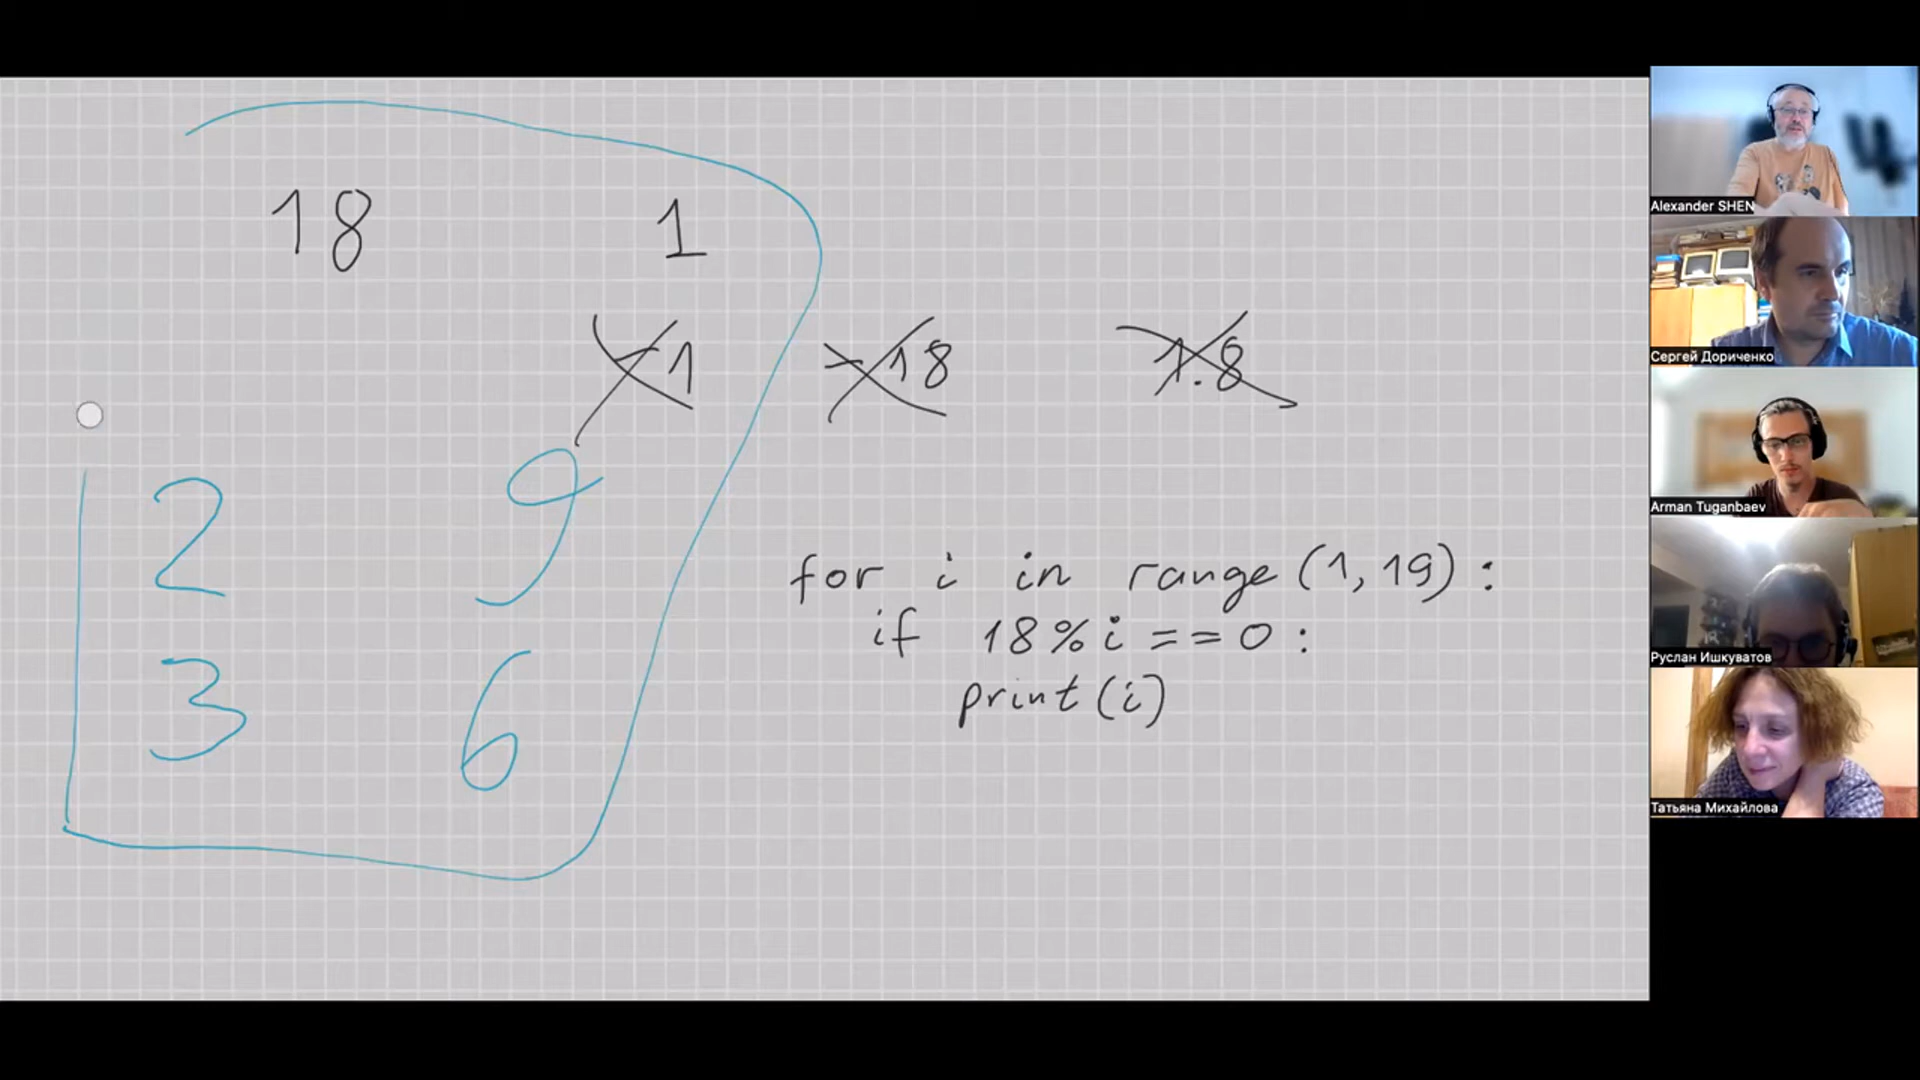 18 1
-1 -18 1.8
2 9
3 6
for i in range (1, 19) :
if 18 % i == 0 :
print (i)
Alexander SHEN
Сергей Дориченко
Arman Tuganbaev
Руслан Ишкуватов
Татьяна Михайлова